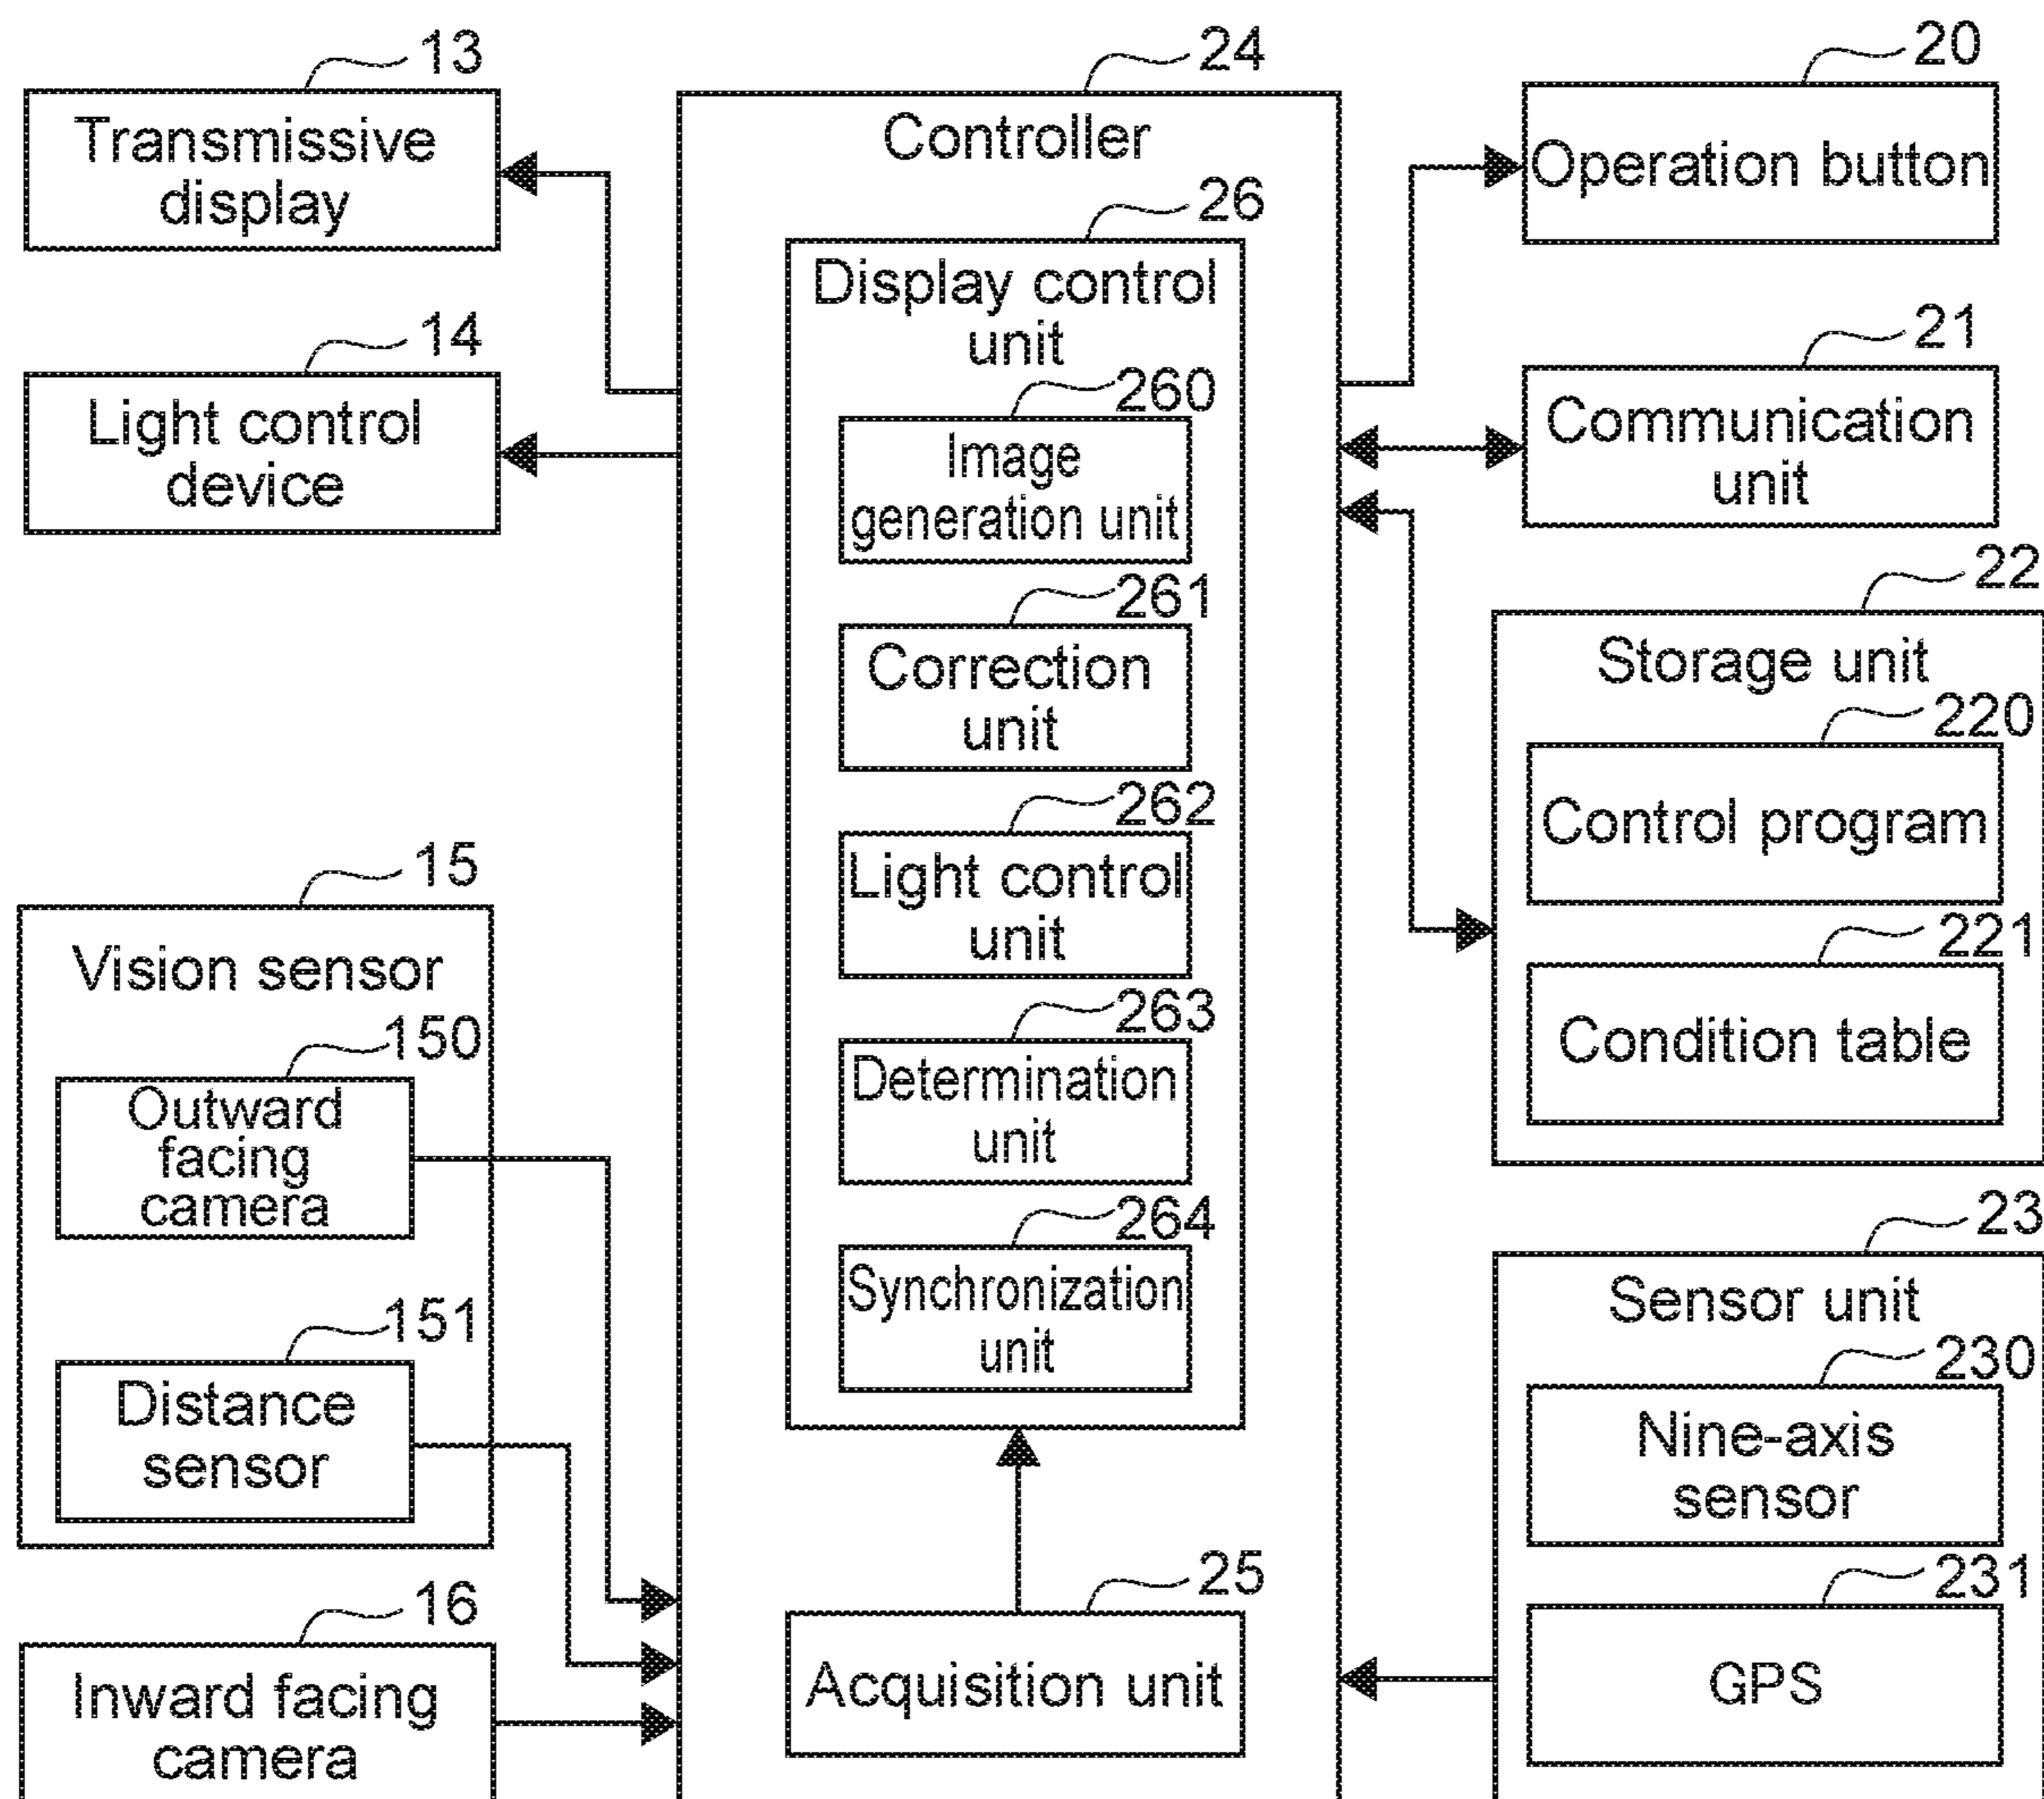 13
Transmissive
display
14
Light control
device
15
Vision sensor
150
Outward
facing
camera
151
Distance
sensor
16
Inward facing
camera
24
Controller
26
Display control
unit
260
Image
generation unit
261
Correction
unit
262
Light control
unit
263
Determination
unit
264
Synchronization
unit
25
Acquisition unit
20
Operation button
21
Communication
unit
22
Storage unit
220
Control program
221
Condition table
23
Sensor unit
230
Nine-axis
sensor
231
GPS